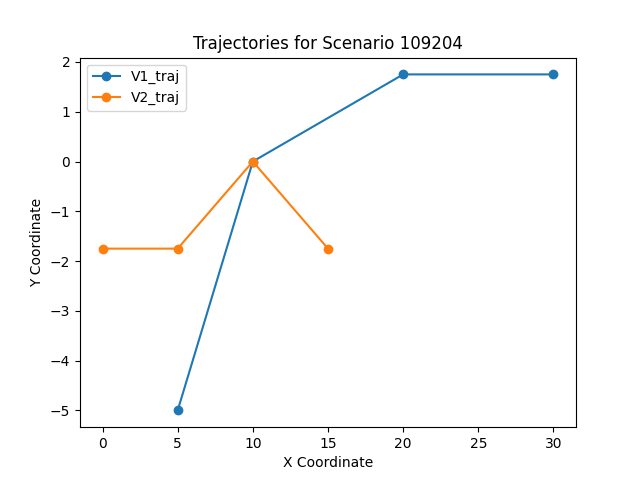 Trajectories for Scenario 109204
V1_traj
V2_traj
2
1
0
−1
−2
−3
−4
−5
Y Coordinate
0 5 10 15 20 25 30
X Coordinate